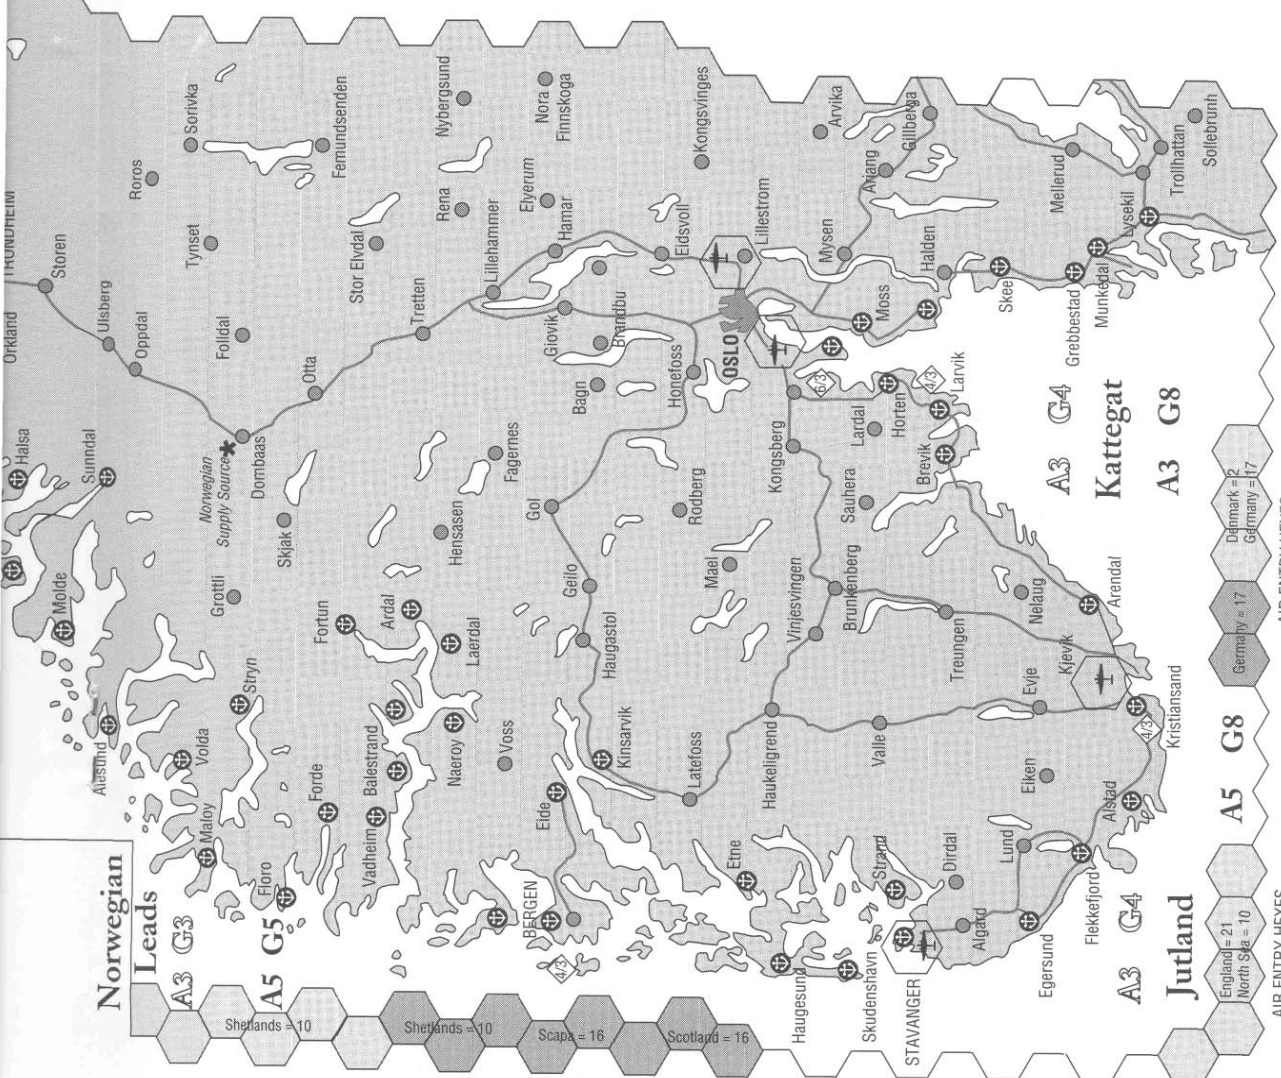 TRONDHEIM
Orkland
Storen
Roros
Sorivka
Halsa
Ulsberg
Oppdal
Tynset
Femundsenden
Sunndal
Folldal
Nybergsund
Molde
Norwegian
Supply Source
Dombaas
Otta
Stor Elvdal
Rena
Nora
Finnskoga
Grottli
Skjak
Tretten
Lillehammer
Elyerum
Hamar
Kongsvinges
Alesund
Stryn
Fortun
Ardal
Hensasen
Fagernes
Giovik
Brandbu
Eidsvoll
Lillestrom
Arvika
Volda
Laerdal
Gol
Bagn
Honefoss
OSLO
Mysen
Arjang
Gillberga
Maloy
Forde
Balestrand
Naeroy
Voss
Geilo
Haugastol
Rodberg
Kongsberg
Moss
Halden
Mellerud
Floro
Vadheim
Kinsarvik
Mael
Sauhera
Lardal
Horten
6/3
4/3
Larvik
Brevik
Skee
Grebbestad
Munkedal
Lysekil
Trollhattan
Sollebrunh
Norwegian
Leads
A3 G3
A5 G5
Eide
BERGEN
4/3
Latefoss
Vinjesvingen
Brunkenberg
Haukeligrend
Treungen
Nelaug
Arendal
A3 G4
Kattegat
A3 G8
Etne
Valle
Evje
Kjevik
Kristiansand
4/3
Strand
Dirdal
Eiken
Lund
Alstad
Haugesund
Skudenshavn
STAVANGER
Algard
Egersund
Flekkefjord
A3 G4
Jutland
A5 G8
Shetlands = 10
Shetlands = 10
Scapa = 16
Scotland = 16
England = 21
North Sea = 10
AIR ENTRY HEXES
Germany = 17
Denmark = 2
Germany = 17